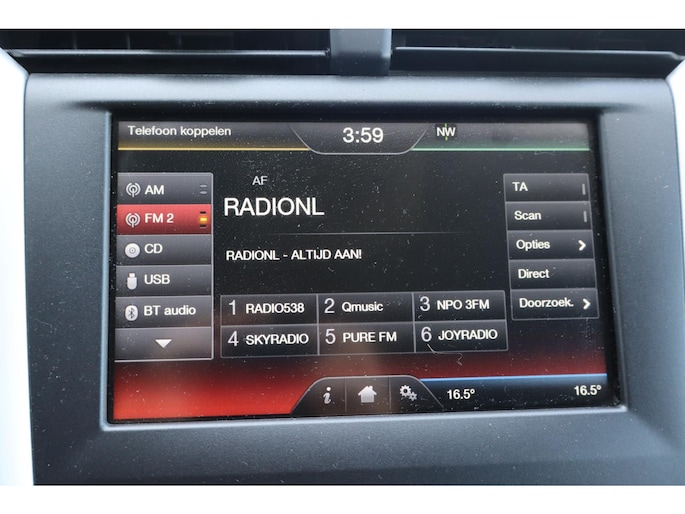 Telefoon koppelen
3:59
NW
AM
FM 2
CD
USB
BT audio
AF
RADIONL
RADIONL - ALTIJD AAN!
1 RADIO538
2 Qmusic
3 NPO 3FM
4 SKYRADIO
5 PURE FM
6 JOYRADIO
TA
Scan
Opties
Direct
Doorzoek.
i
16.5°
16.5°